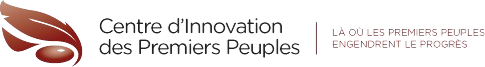 Centre d'Innovation
des Premiers Peuples
LÀ OÙ LES PREMIERS PEUPLES
ENGENDRENT LE PROGRÈS